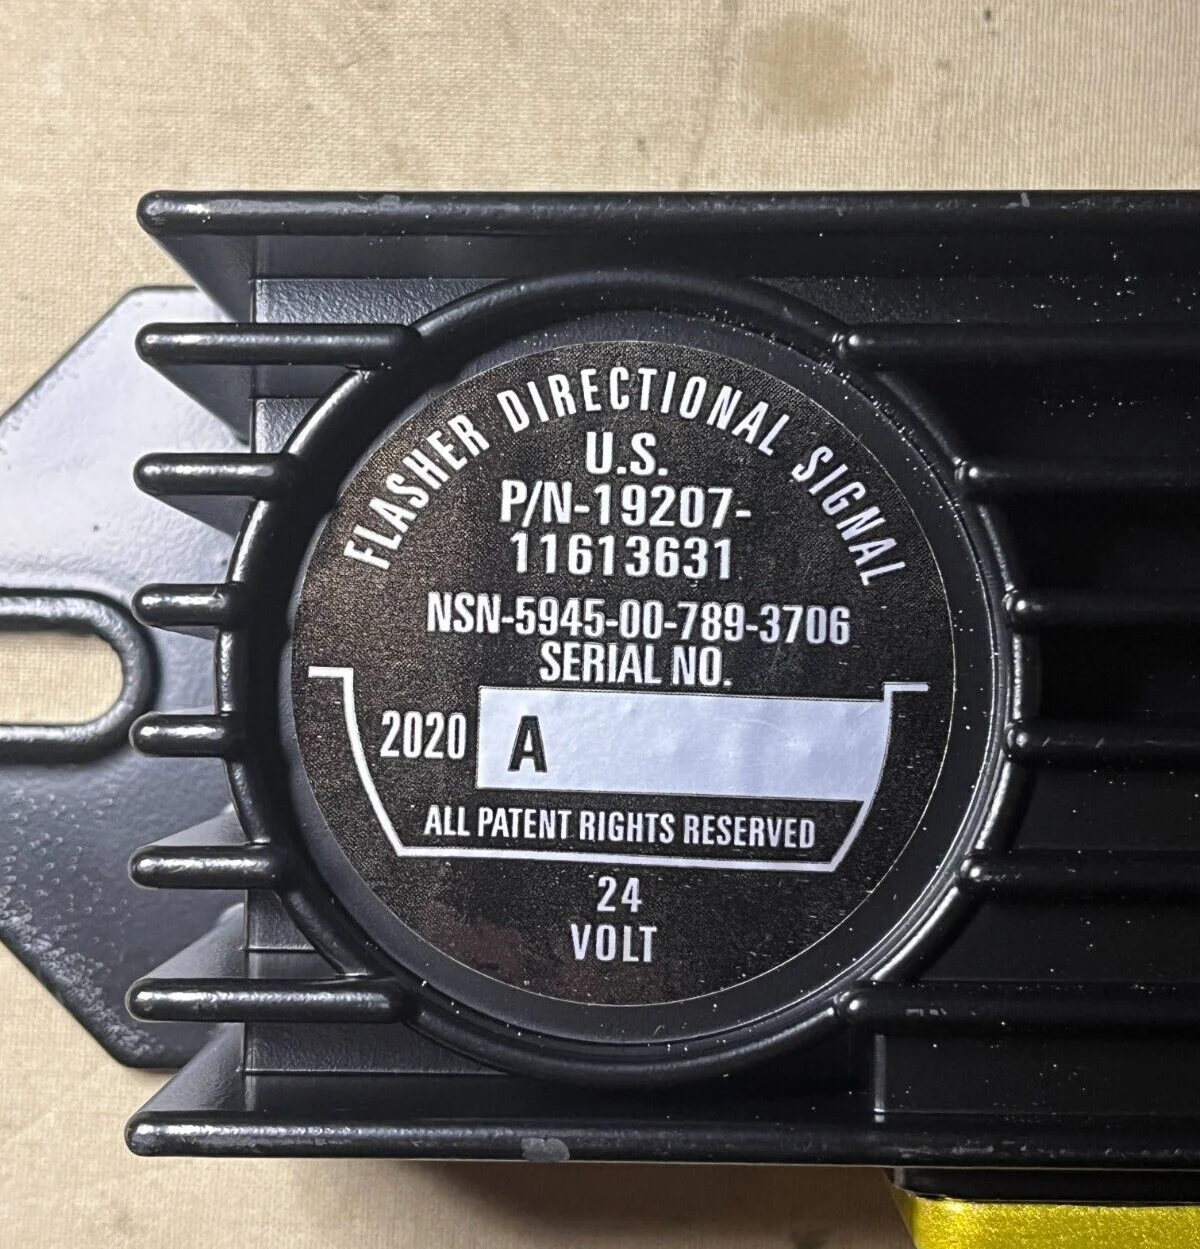 FLASHER DIRECTIONAL SIGNAL
U.S.
P/N-19207-
11613631
NSN-5945-00-789-3706
SERIAL NO.
2020 A
ALL PATENT RIGHTS RESERVED
24
VOLT